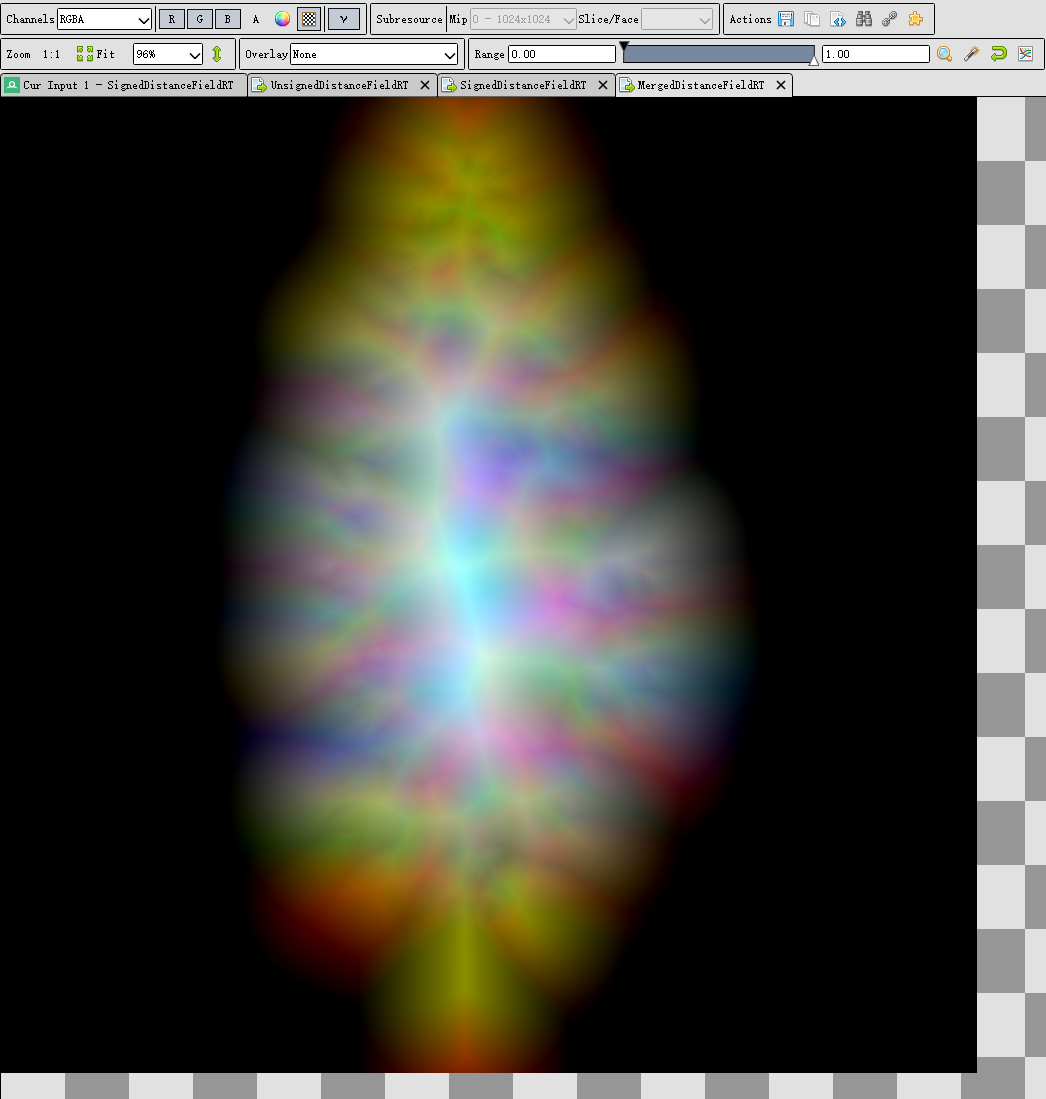 Channels RGBA R G B A γ Subresource Mip 0 - 1024x1024 Slice/Face Actions
Zoom 1:1 Fit 96% Overlay None Range 0.00 1.00
Cur Input 1 - SignedDistanceFieldRT UnsignedDistanceFieldRT SignedDistanceFieldRT MergedDistanceFieldRT